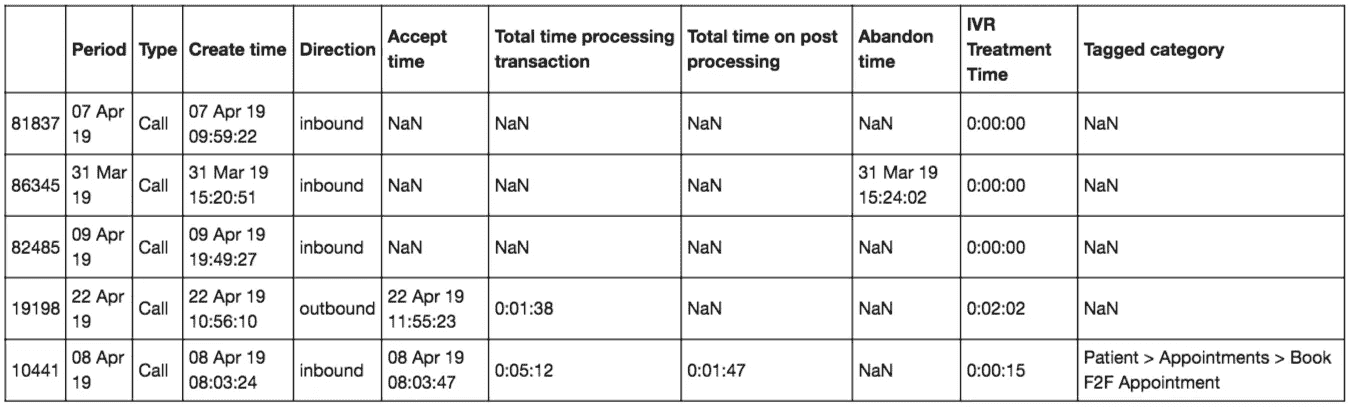 Period Type Create time Direction Accept time Total time processing transaction Total time on post processing Abandon time IVR Treatment Time Tagged category
81837 07 Apr 19 Call 07 Apr 19 09:59:22 inbound NaN NaN NaN NaN 0:00:00 NaN
86345 31 Mar 19 Call 31 Mar 19 15:20:51 inbound NaN NaN NaN 31 Mar 19 15:24:02 0:00:00 NaN
82485 09 Apr 19 Call 09 Apr 19 19:49:27 inbound NaN NaN NaN NaN 0:00:00 NaN
19198 22 Apr 19 Call 22 Apr 19 10:56:10 outbound 22 Apr 19 11:55:23 0:01:38 NaN NaN 0:02:02 NaN
10441 08 Apr 19 Call 08 Apr 19 08:03:24 inbound 08 Apr 19 08:03:47 0:05:12 0:01:47 NaN 0:00:15 Patient > Appointments > Book F2F Appointment